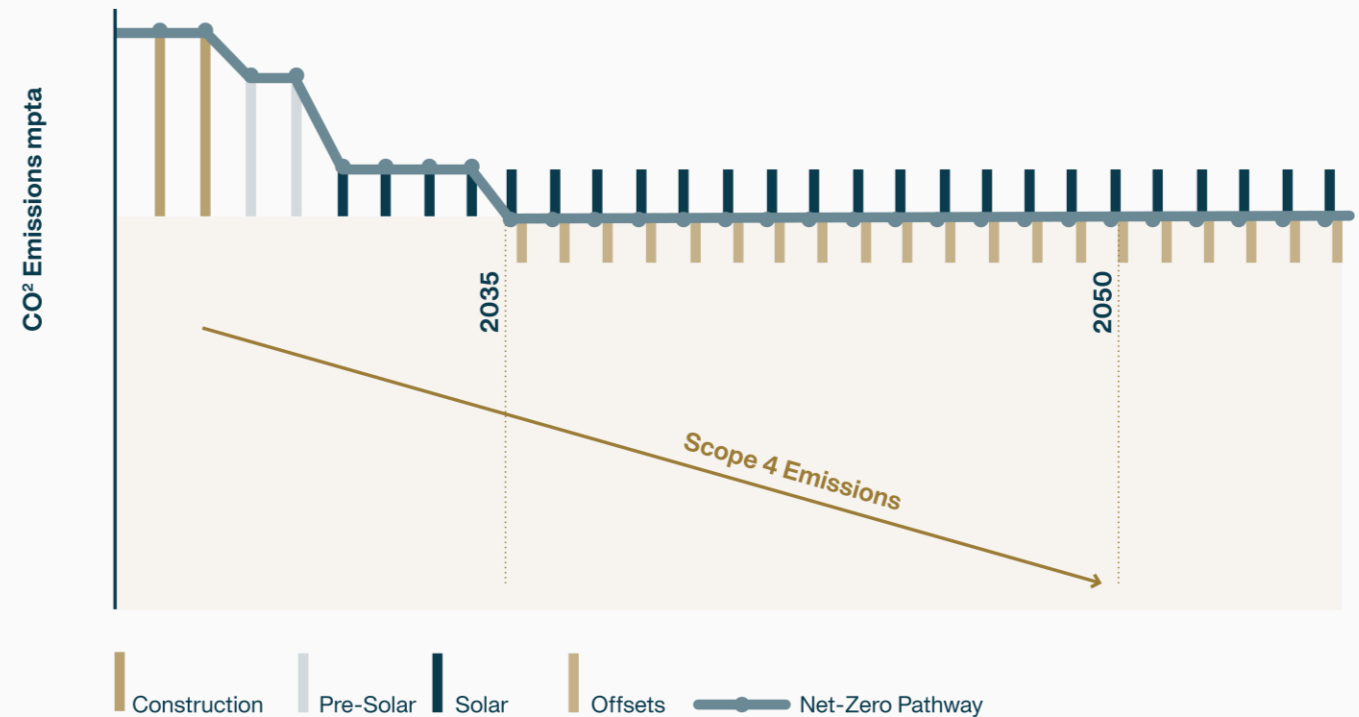 CO² Emissions mpta
2035
2050
Scope 4 Emissions
Construction
Pre-Solar
Solar
Offsets
Net-Zero Pathway